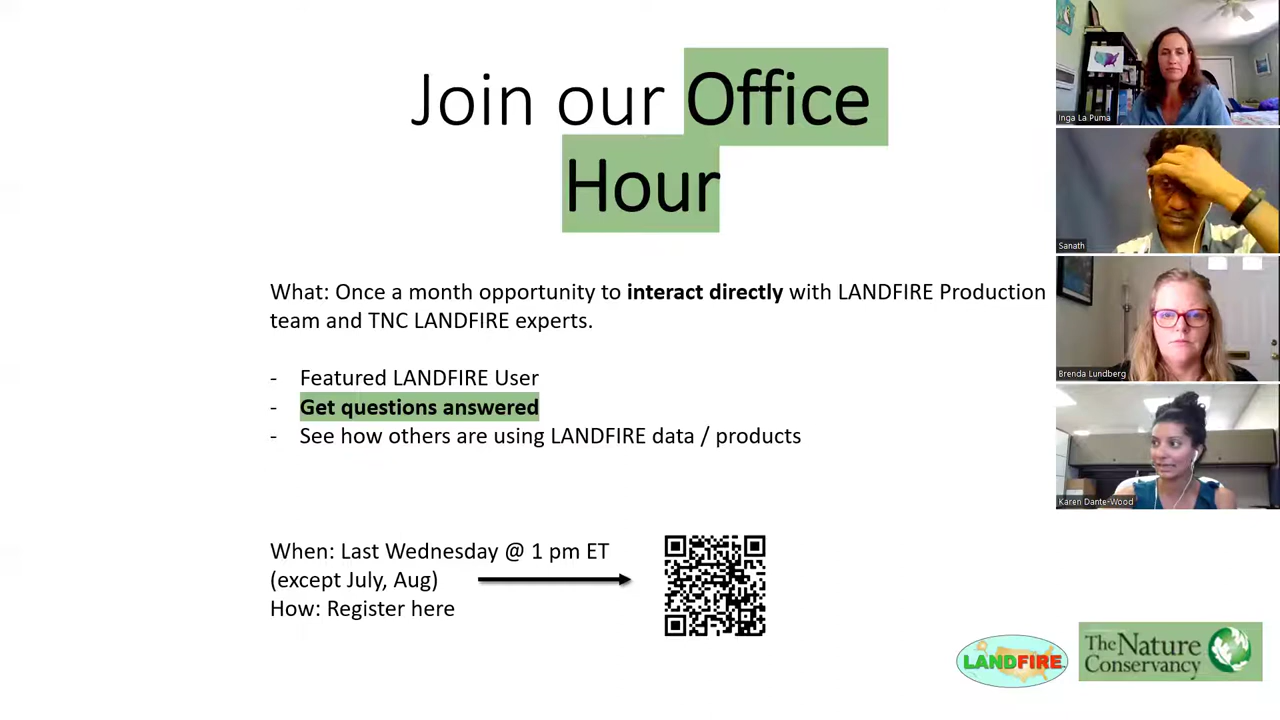 Join our Office
Hour
What: Once a month opportunity to interact directly with LANDFIRE Production
team and TNC LANDFIRE experts.
- Featured LANDFIRE User
- Get questions answered
- See how others are using LANDFIRE data / products
When: Last Wednesday @ 1 pm ET
(except July, Aug)
How: Register here
LANDFIRE
The Nature
Conservancy
Inga La Puma
Sanath
Brenda Lundberg
Karen Dante-Wood